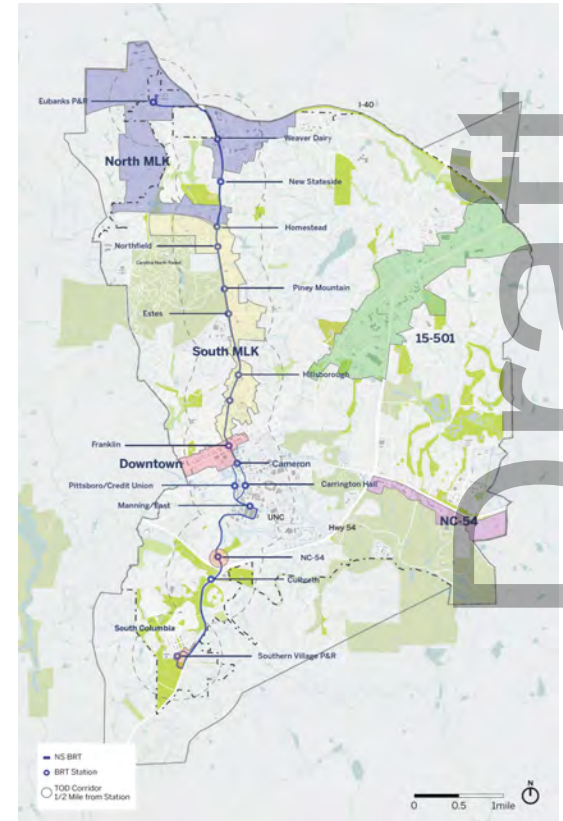 I-40
Eubanks P&R
Weaver Dairy
North MLK
New Stateside
Homestead
Northfield
Carolina North Forest
Piney Mountain
Estes
15-501
South MLK
Hillsborough
Franklin
Downtown
Cameron
Pittsboro/Credit Union
Carrington Hall
Manning/East
UNC
NC-54
Hwy 54
NC-54
Culbreth
South Columbia
Southern Village P&R
NS BRT
BRT Station
TOD Corridor
1/2 Mile from Station
N
0 0.5 1mile
Draft